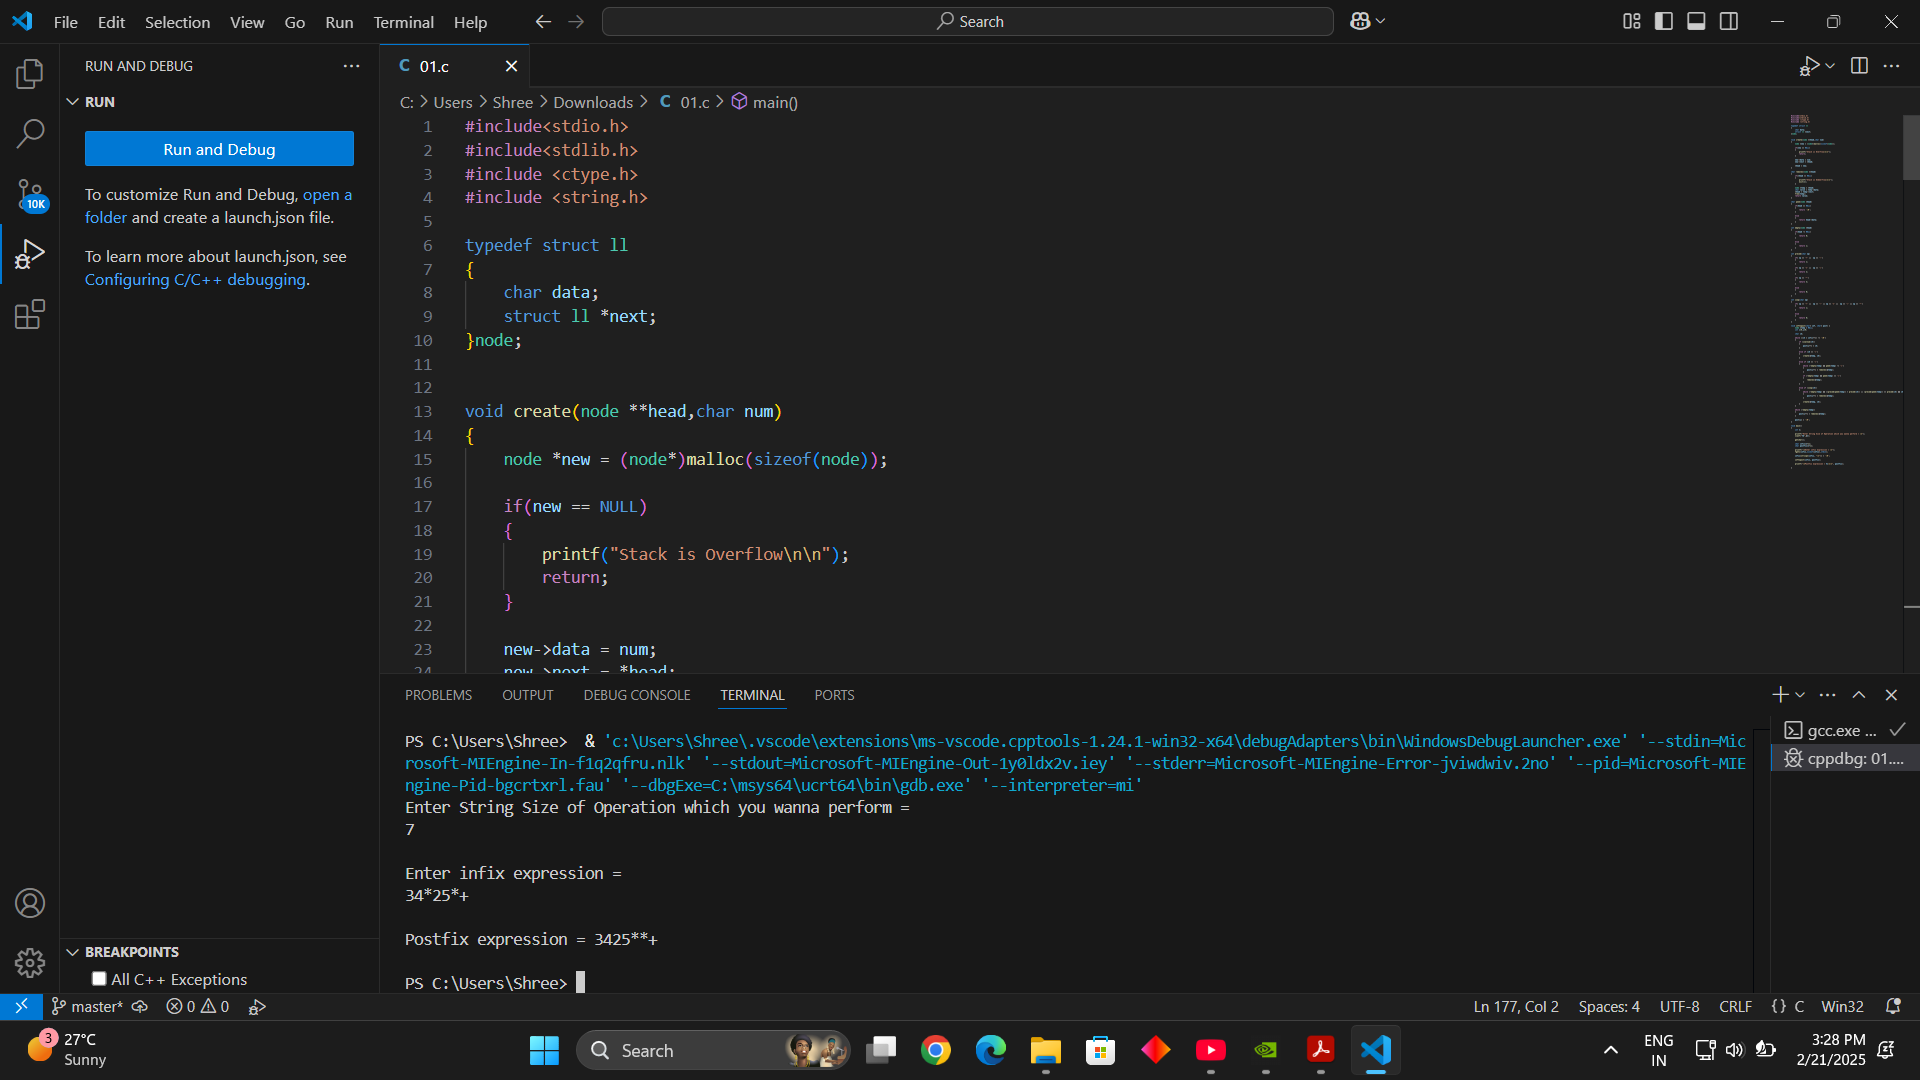 File Edit Selection View Go Run Terminal Help
Search
RUN AND DEBUG
RUN
Run and Debug
To customize Run and Debug, open a
folder and create a launch.json file.
To learn more about launch.json, see
Configuring C/C++ debugging.
BREAKPOINTS
All C++ Exceptions
10K
C 01.c
C: > Users > Shree > Downloads > C 01.c > main()
1 #include<stdio.h>
2 #include<stdlib.h>
3 #include <ctype.h>
4 #include <string.h>
5
6 typedef struct ll
7 {
8 char data;
9 struct ll *next;
10 }node;
11
12
13 void create(node **head,char num)
14 {
15 node *new = (node*)malloc(sizeof(node));
16
17 if(new == NULL)
18 {
19 printf("Stack is Overflow\n\n");
20 return;
21 }
22
23 new->data = num;
24 new->next = *head;
PROBLEMS OUTPUT DEBUG CONSOLE TERMINAL PORTS
PS C:\Users\Shree>  & 'c:\Users\Shree\.vscode\extensions\ms-vscode.cpptools-1.24.1-win32-x64\debugAdapters\bin\WindowsDebugLauncher.exe' '--stdin=Mic
rosoft-MIEngine-In-f1q2qfru.nlk' '--stdout=Microsoft-MIEngine-Out-1y0ldx2v.iey' '--stderr=Microsoft-MIEngine-Error-jviwdwiv.2no' '--pid=Microsoft-MIE
ngine-Pid-bgcrtxrl.fau' '--dbgExe=C:\msys64\ucrt64\bin\gdb.exe' '--interpreter=mi'
Enter String Size of Operation which you wanna perform =
7
Enter infix expression =
34*25*+
Postfix expression = 3425**+
PS C:\Users\Shree>
gcc.exe ...
cppdbg: 01....
master* 0 0
Ln 177, Col 2 Spaces: 4 UTF-8 CRLF {} C Win32
3
27°C
Sunny
Search
ENG
IN
3:28 PM
2/21/2025